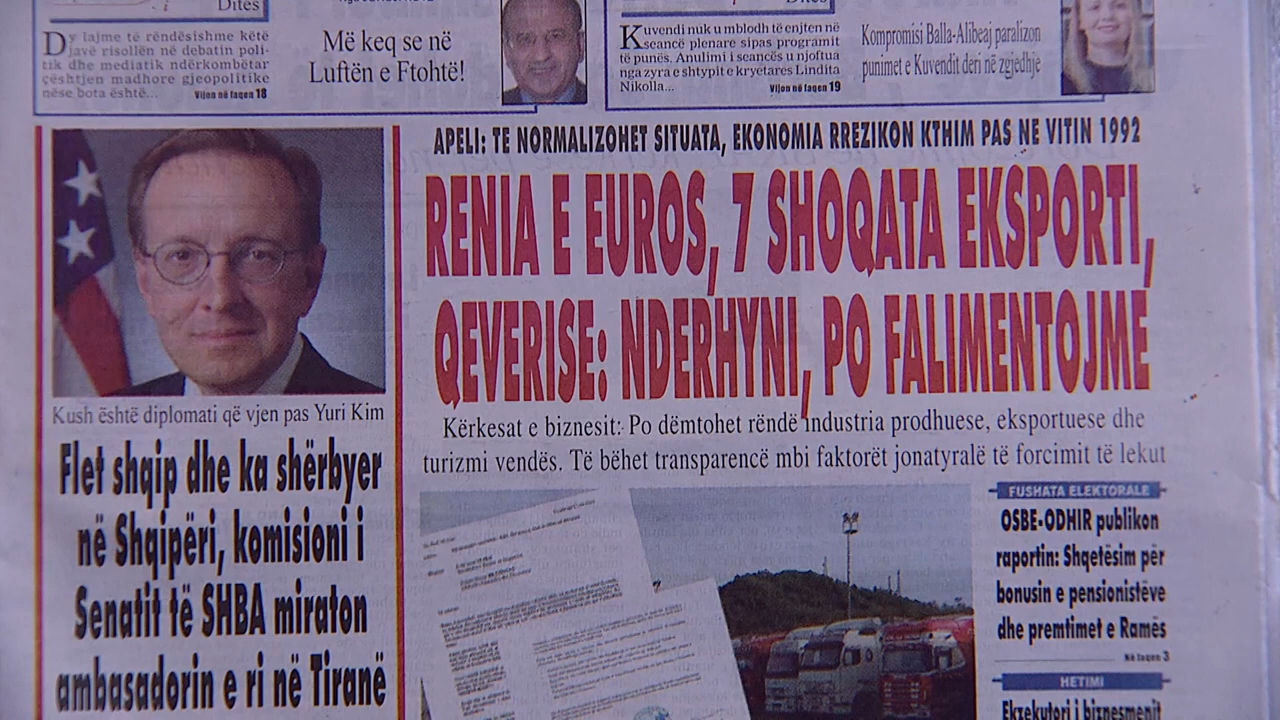 Ditës
Dy lajme të rëndësishme këtë
javë risollën në debatin poli-
tik dhe mediatik ndërkombëtar
çështjen madhore gjeopolitike
nëse bota është...
Vijon në faqen 18
Më keq se në
Luftën e Ftohtë!
Kuvendi nuk u mblodh të enjten në
seancë plenare sipas programit
të punës. Anulimi i seancës u njoftua
nga zyra e shtypit e kryetares Lindita
Nikolla...
Vijon në faqen 19
Kompromisi Balla-Alibeaj paralizon
punimet e Kuvendit deri në zgjedhje
Kush është diplomati që vjen pas Yuri Kim
Flet shqip dhe ka shërbyer
në Shqipëri, komisioni i
Senatit të SHBA miraton
ambasadorin e ri në Tiranë
APELI: TE NORMALIZOHET SITUATA, EKONOMIA RREZIKON KTHIM PAS NE VITIN 1992
RENIA E EUROS, 7 SHOQATA EKSPORTI,
QEVERISE: NDERHYNI, PO FALIMENTOJME
Kërkesat e biznesit: Po dëmtohet rëndë industria prodhuese, eksportuese dhe
turizmi vendës. Të bëhet transparencë mbi faktorët jonatyralë të forcimit të lekut
FUSHATA ELEKTORALE
OSBE-ODHIR publikon
raportin: Shqetësim për
bonusin e pensionistëve
dhe premtimet e Ramës
Në faqen 3
HETIMI
Ekzekutori i biznesmenit